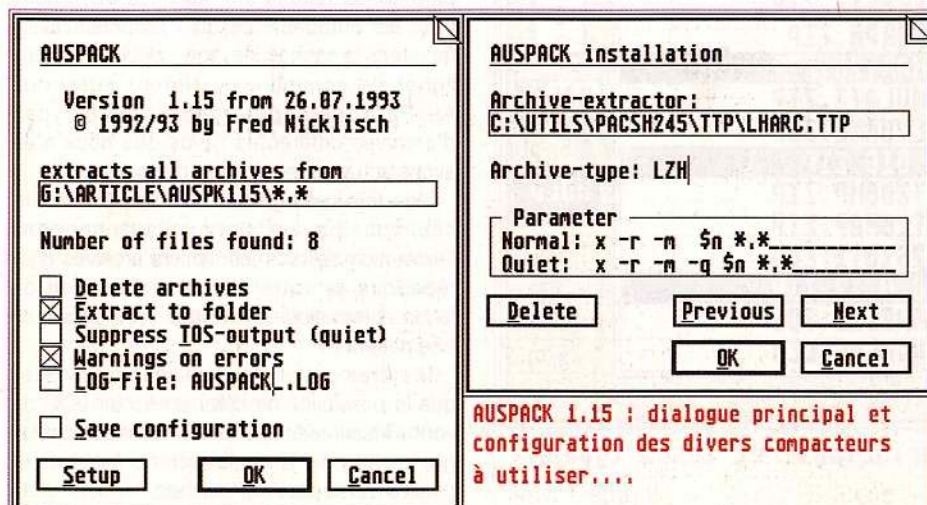 AUSPACK
Version 1.15 from 26.07.1993
© 1992/93 by Fred Nicklisch
extracts all archives from
G:\ARTICLE\AUSPK115\*.*
Number of files found: 8
Delete archives
Extract to folder
Suppress TOS-output (quiet)
Warnings on errors
LOG-File: AUSPACK_.LOG
Save configuration
Setup OK Cancel
AUSPACK installation
Archive-extractor:
C:\UTILS\PACSH245\TTP\LHARC.TTP
Archive-type: LZH
Parameter
Normal: x -r -m $n *.*
Quiet: x -r -m -q $n *.*
Delete Previous Next
OK Cancel
AUSPACK 1.15 : dialogue principal et
configuration des divers compacteurs
à utiliser....